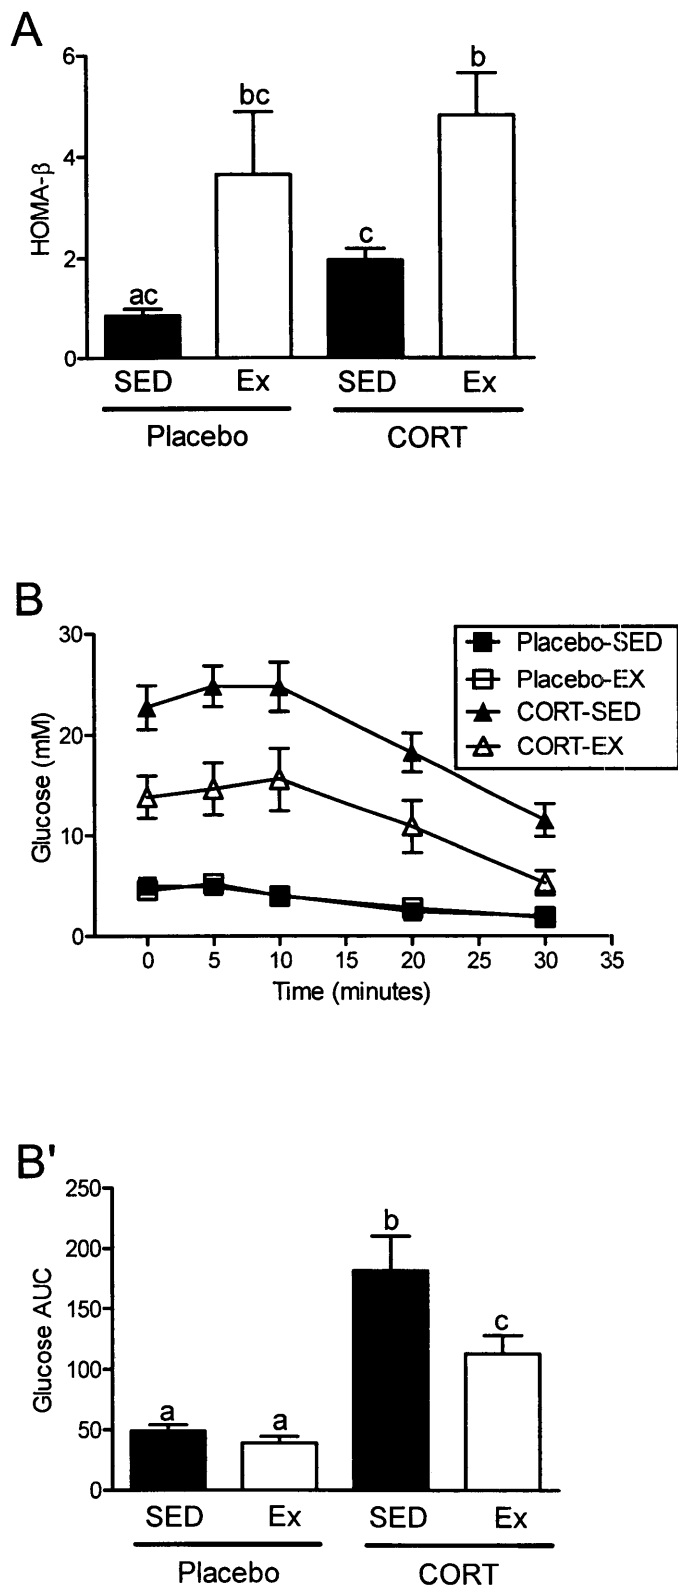 A
HOMA-β
6
4
2
0
bc
b
c
ac
SED Ex SED Ex
Placebo CORT
B
Glucose (mM)
30
20
10
0
Placebo-SED
Placebo-EX
CORT-SED
CORT-EX
0 5 10 15 20 25 30 35
Time (minutes)
B'
Glucose AUC
250
200
150
100
50
0
b
c
a a
SED Ex SED Ex
Placebo CORT